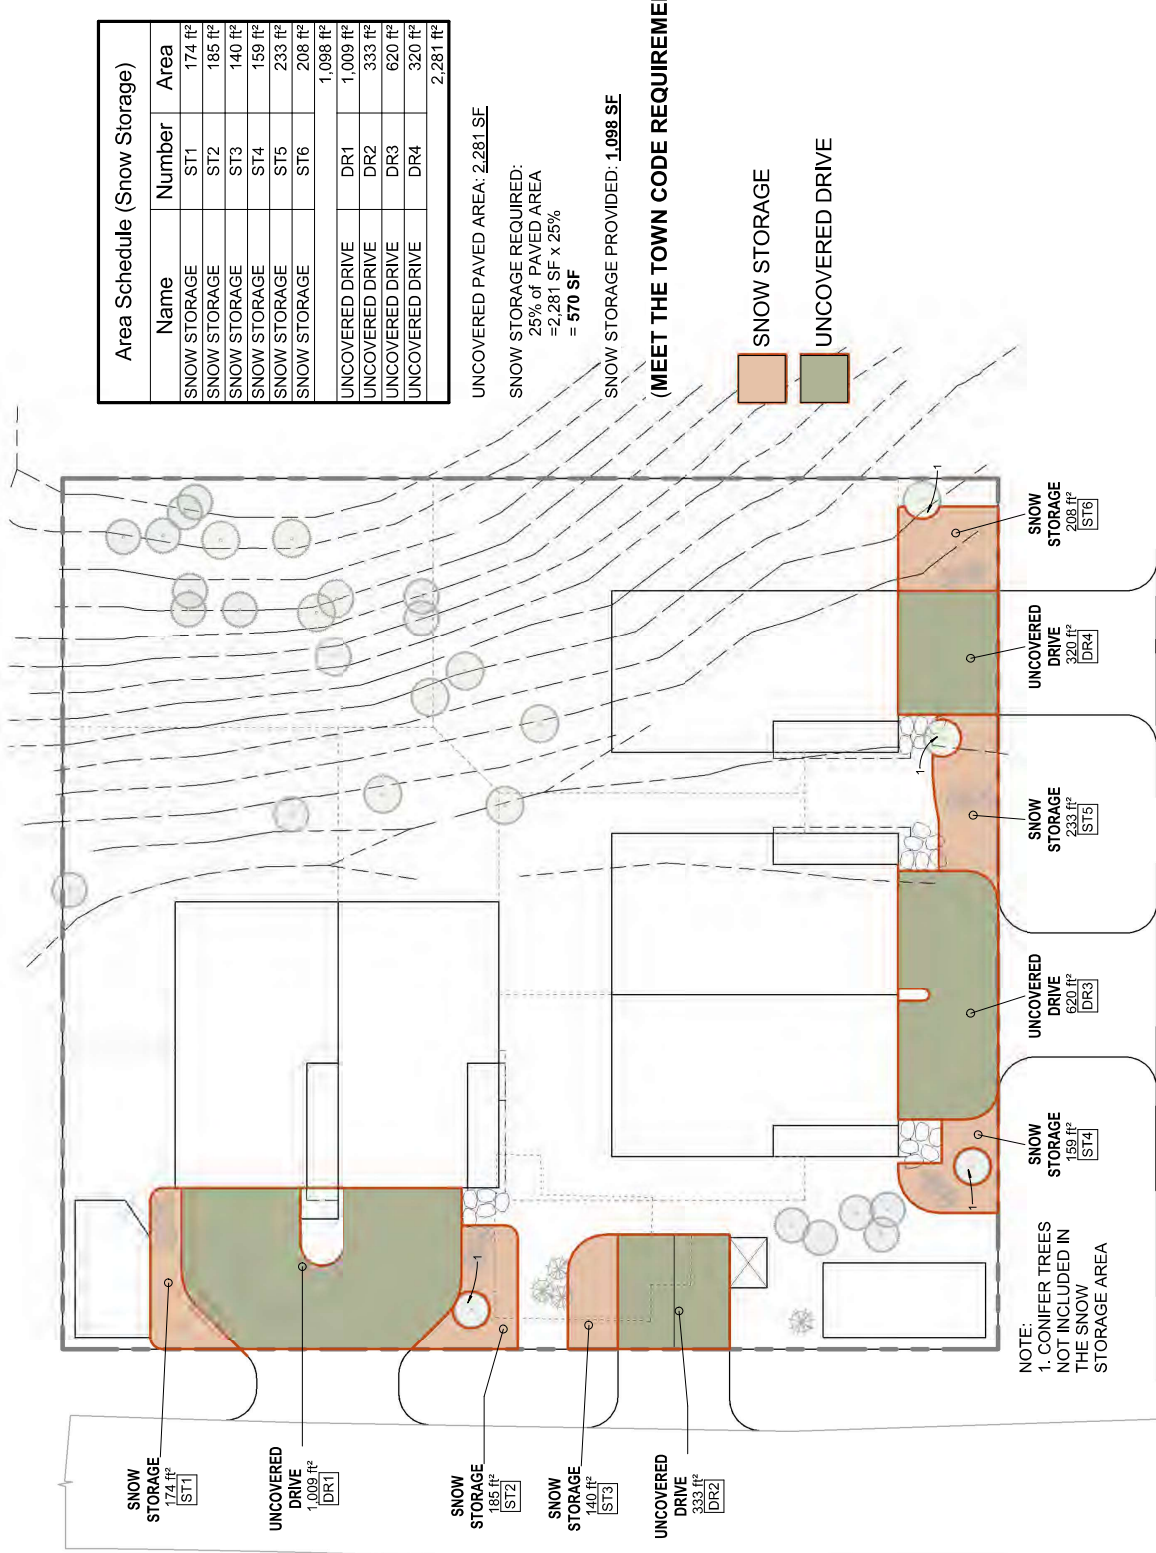 Area Schedule (Snow Storage)
Name Number Area
SNOW STORAGE ST1 174 ft²
SNOW STORAGE ST2 185 ft²
SNOW STORAGE ST3 140 ft²
SNOW STORAGE ST4 159 ft²
SNOW STORAGE ST5 233 ft²
SNOW STORAGE ST6 208 ft²
1,098 ft²
UNCOVERED DRIVE DR1 1,009 ft²
UNCOVERED DRIVE DR2 333 ft²
UNCOVERED DRIVE DR3 620 ft²
UNCOVERED DRIVE DR4 320 ft²
2,281 ft²
UNCOVERED PAVED AREA: 2,281 SF
SNOW STORAGE REQUIRED:
25% of PAVED AREA
=2,281 SF x 25%
= 570 SF
SNOW STORAGE PROVIDED: 1,098 SF
(MEET THE TOWN CODE REQUIREME
SNOW STORAGE
UNCOVERED DRIVE
SNOW
STORAGE
174 ft²
ST1
UNCOVERED
DRIVE
1,009 ft²
DR1
SNOW
STORAGE
185 ft²
ST2
SNOW
STORAGE
140 ft²
ST3
UNCOVERED
DRIVE
333 ft²
DR2
SNOW
STORAGE
159 ft²
ST4
UNCOVERED
DRIVE
620 ft²
DR3
SNOW
STORAGE
233 ft²
ST5
UNCOVERED
DRIVE
320 ft²
DR4
SNOW
STORAGE
208 ft²
ST6
1
1
1
1
NOTE:
1. CONIFER TREES
NOT INCLUDED IN
THE SNOW
STORAGE AREA